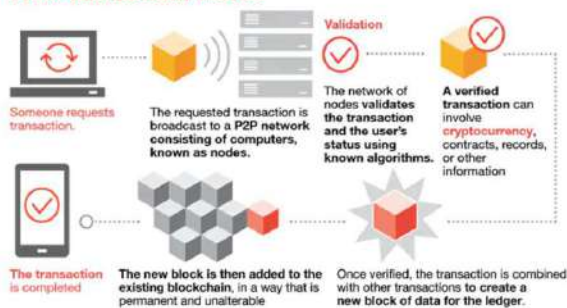 Validation
Someone requests
transaction.
The requested transaction is
broadcast to a P2P network
consisting of computers,
known as nodes.
The network of
nodes validates
the transaction
and the user's
status using
known algorithms.
A verified
transaction can
involve
cryptocurrency,
contracts, records,
or other
information
The transaction
is completed
The new block is then added to the
existing blockchain, in a way that is
permanent and unalterable
Once verified, the transaction is combined
with other transactions to create a
new block of data for the ledger.